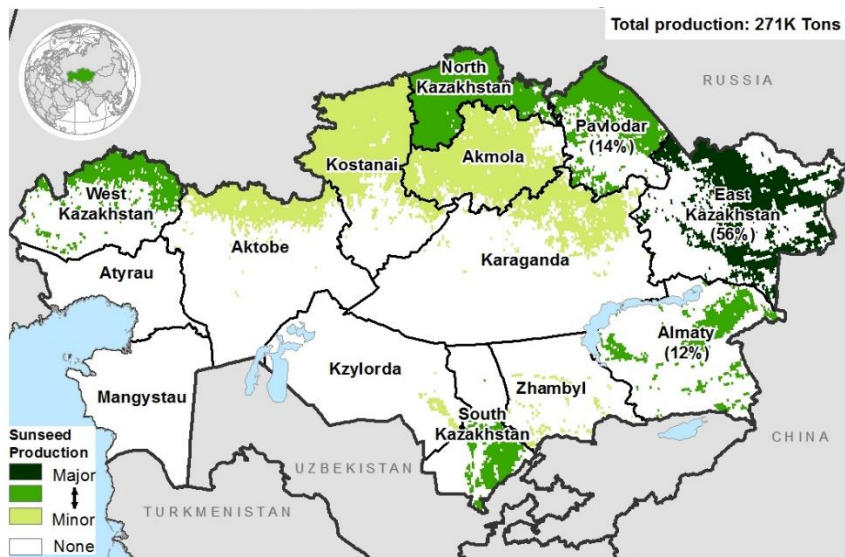 Total production: 271K Tons
RUSSIA
North
Kazakhstan
Pavlodar
(14%)
Kostanai
Akmola
East
Kazakhstan
(56%)
West
Kazakhstan
Aktobe
Karaganda
Atyrau
Almaty
(12%)
Kzylorda
Zhambyl
Mangystau
South
Kazakhstan
CHINA
UZBEKISTAN
TURKMENISTAN
Sunseed
Production
Major
Minor
None